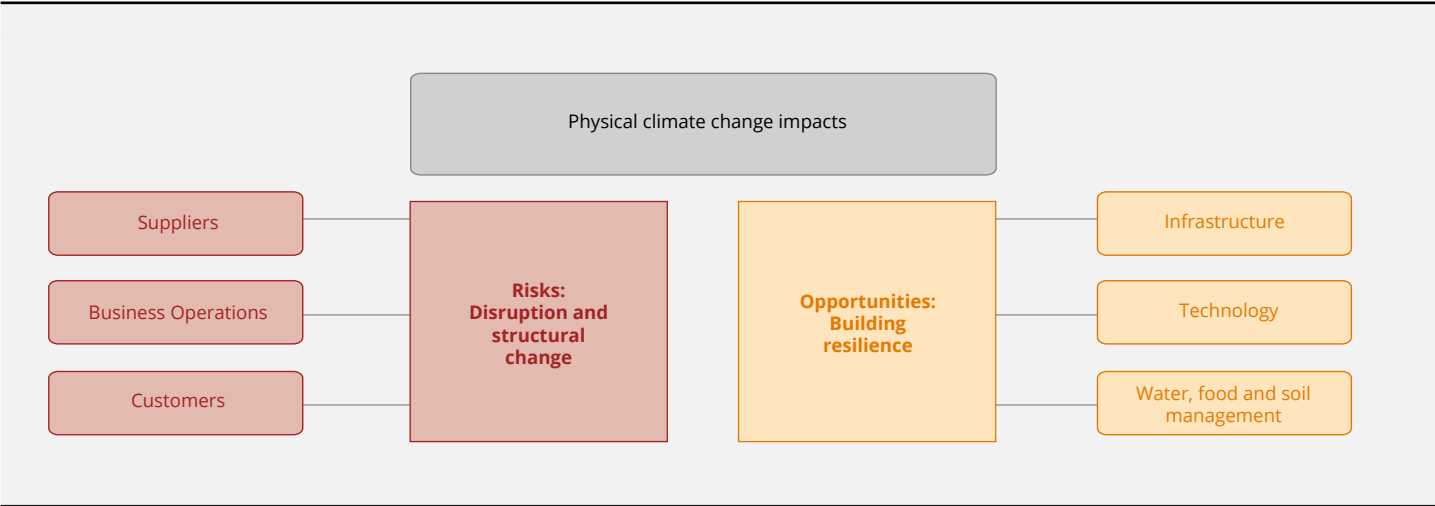 Physical climate change impacts
Suppliers
Business Operations
Customers
Risks:
Disruption and
structural
change
Opportunities:
Building
resilience
Infrastructure
Technology
Water, food and soil
management